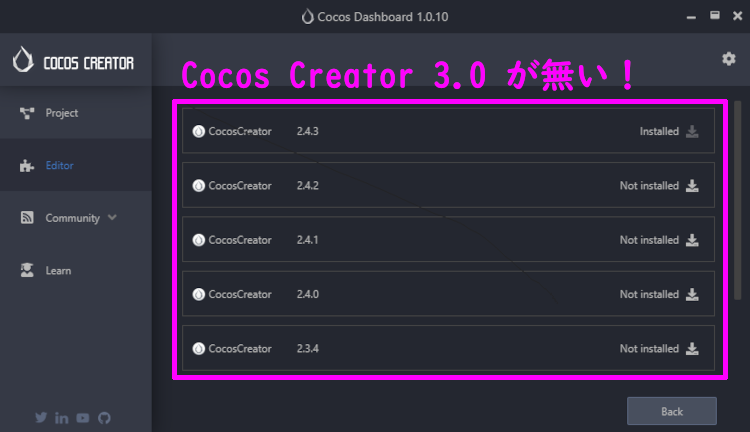 Cocos Dashboard 1.0.10
COCOS CREATOR
Cocos Creator 3.0 が無い！
Project
Editor
Community
Learn
CocosCreator 2.4.3 Installed
CocosCreator 2.4.2 Not installed
CocosCreator 2.4.1 Not installed
CocosCreator 2.4.0 Not installed
CocosCreator 2.3.4 Not installed
Back